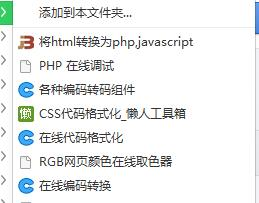 添加到本文件夹...
将html转换为php,javascript
PHP 在线调试
各种编码转码组件
懒 CSS代码格式化_懒人工具箱
在线代码格式化
RGB网页颜色在线取色器
在线编码转换